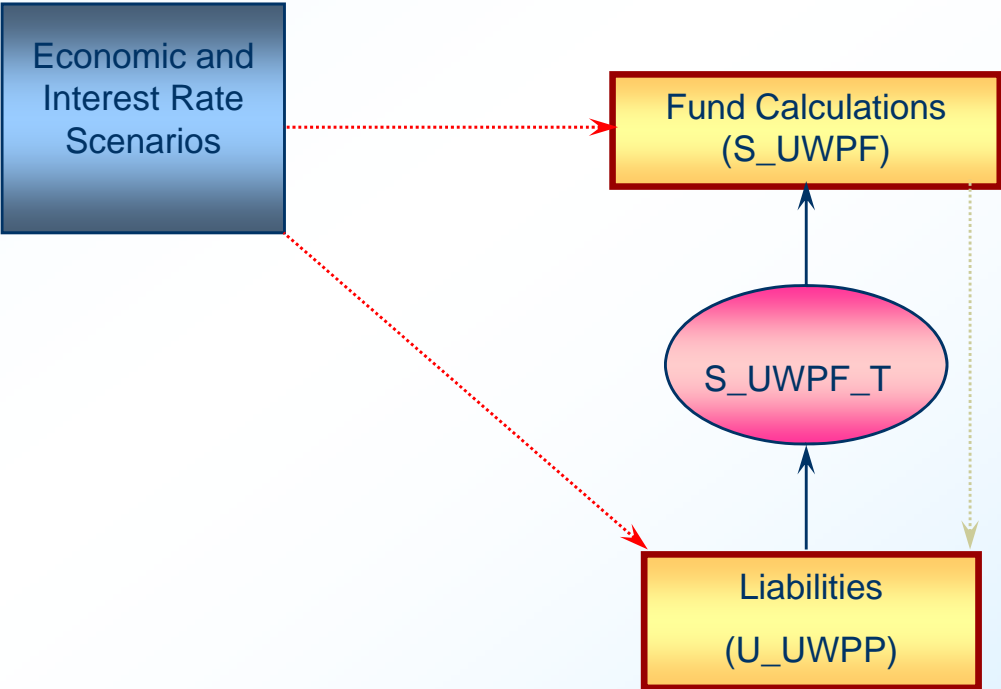 Economic and
Interest Rate
Scenarios
Fund Calculations
(S_UWPF)
S_UWPF_T
Liabilities
(U_UWPP)